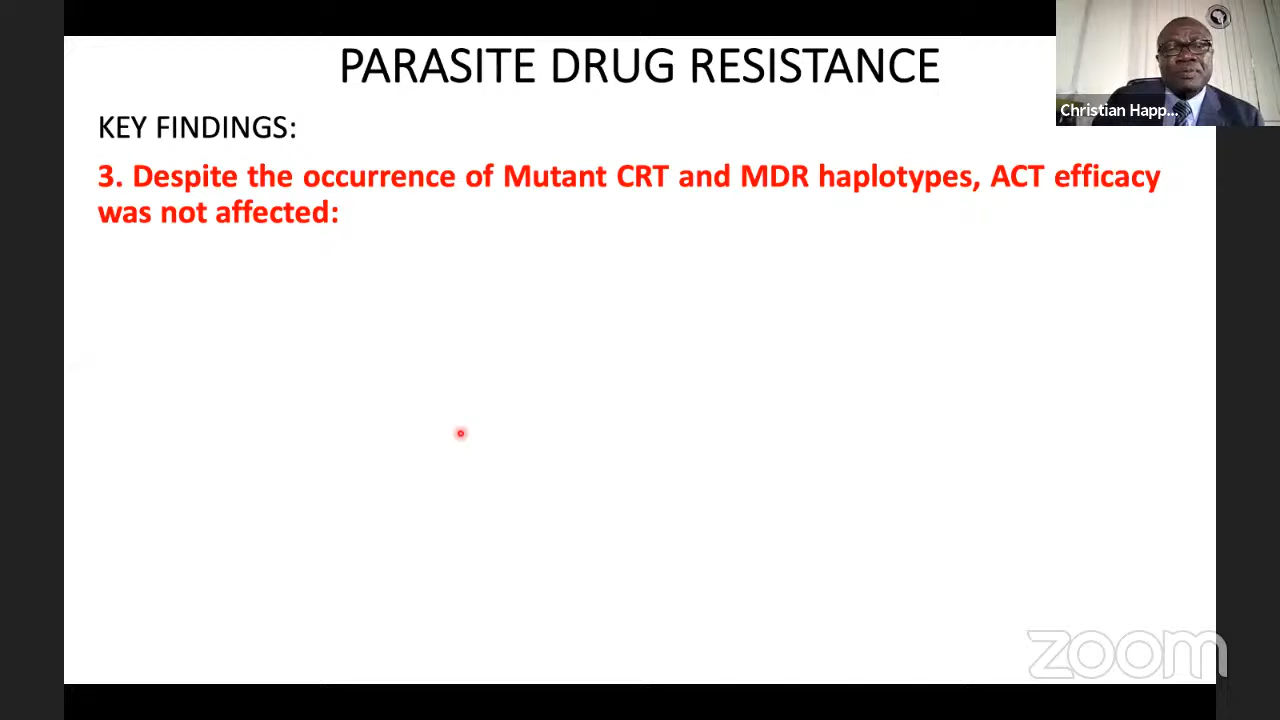 PARASITE DRUG RESISTANCE
Christian Happ...
KEY FINDINGS:
3. Despite the occurrence of Mutant CRT and MDR haplotypes, ACT efficacy
was not affected:
zoom